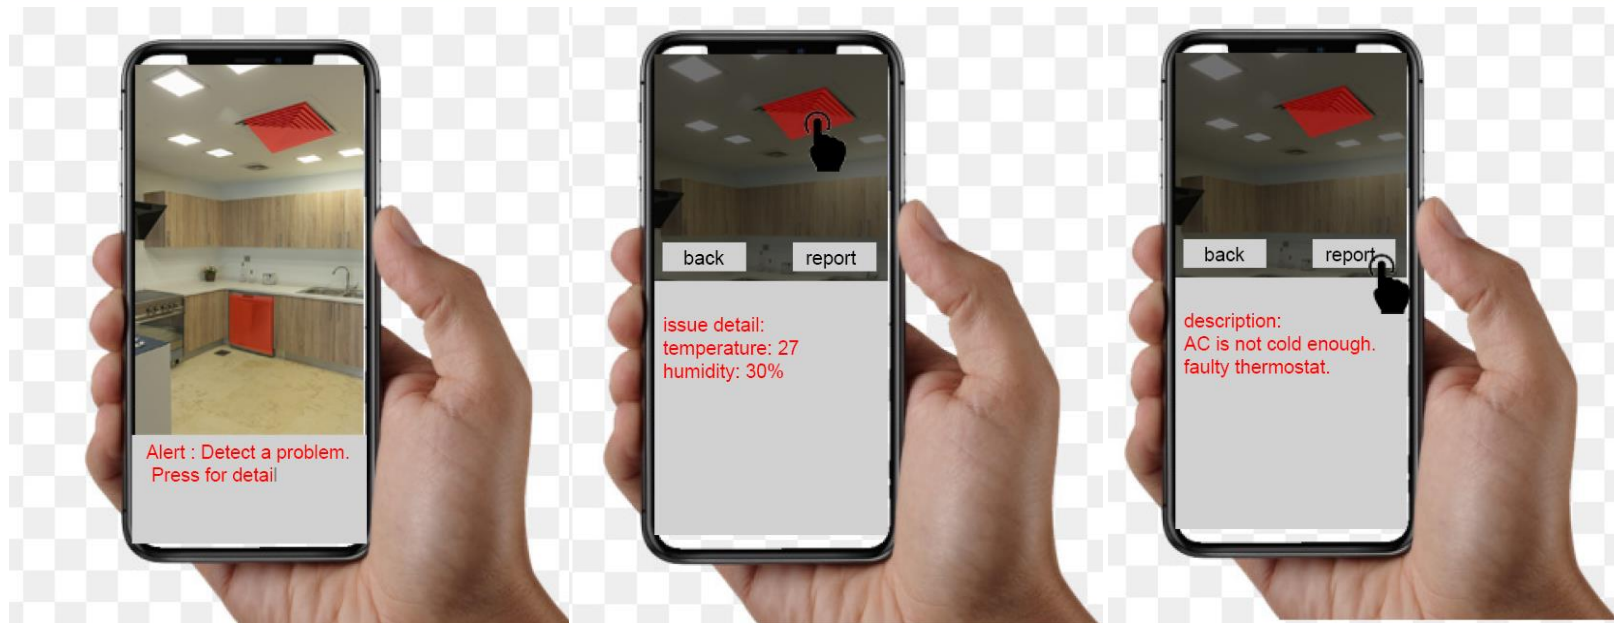 Alert : Detect a problem.
Press for detail
back
report
issue detail:
temperature: 27
humidity: 30%
back
report
description:
AC is not cold enough.
faulty thermostat.